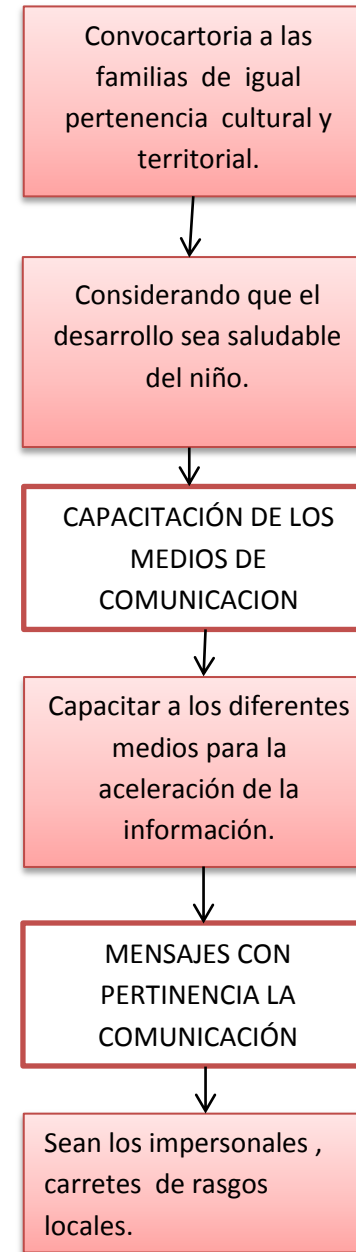 Convocartoria a las
familias de igual
pertenencia cultural y
territorial.
Considerando que el
desarrollo sea saludable
del niño.
CAPACITACIÓN DE LOS
MEDIOS DE
COMUNICACION
Capacitar a los diferentes
medios para la
aceleración de la
información.
MENSAJES CON
PERTINENCIA LA
COMUNICACIÓN
Sean los impersonales ,
carretes de rasgos
locales.